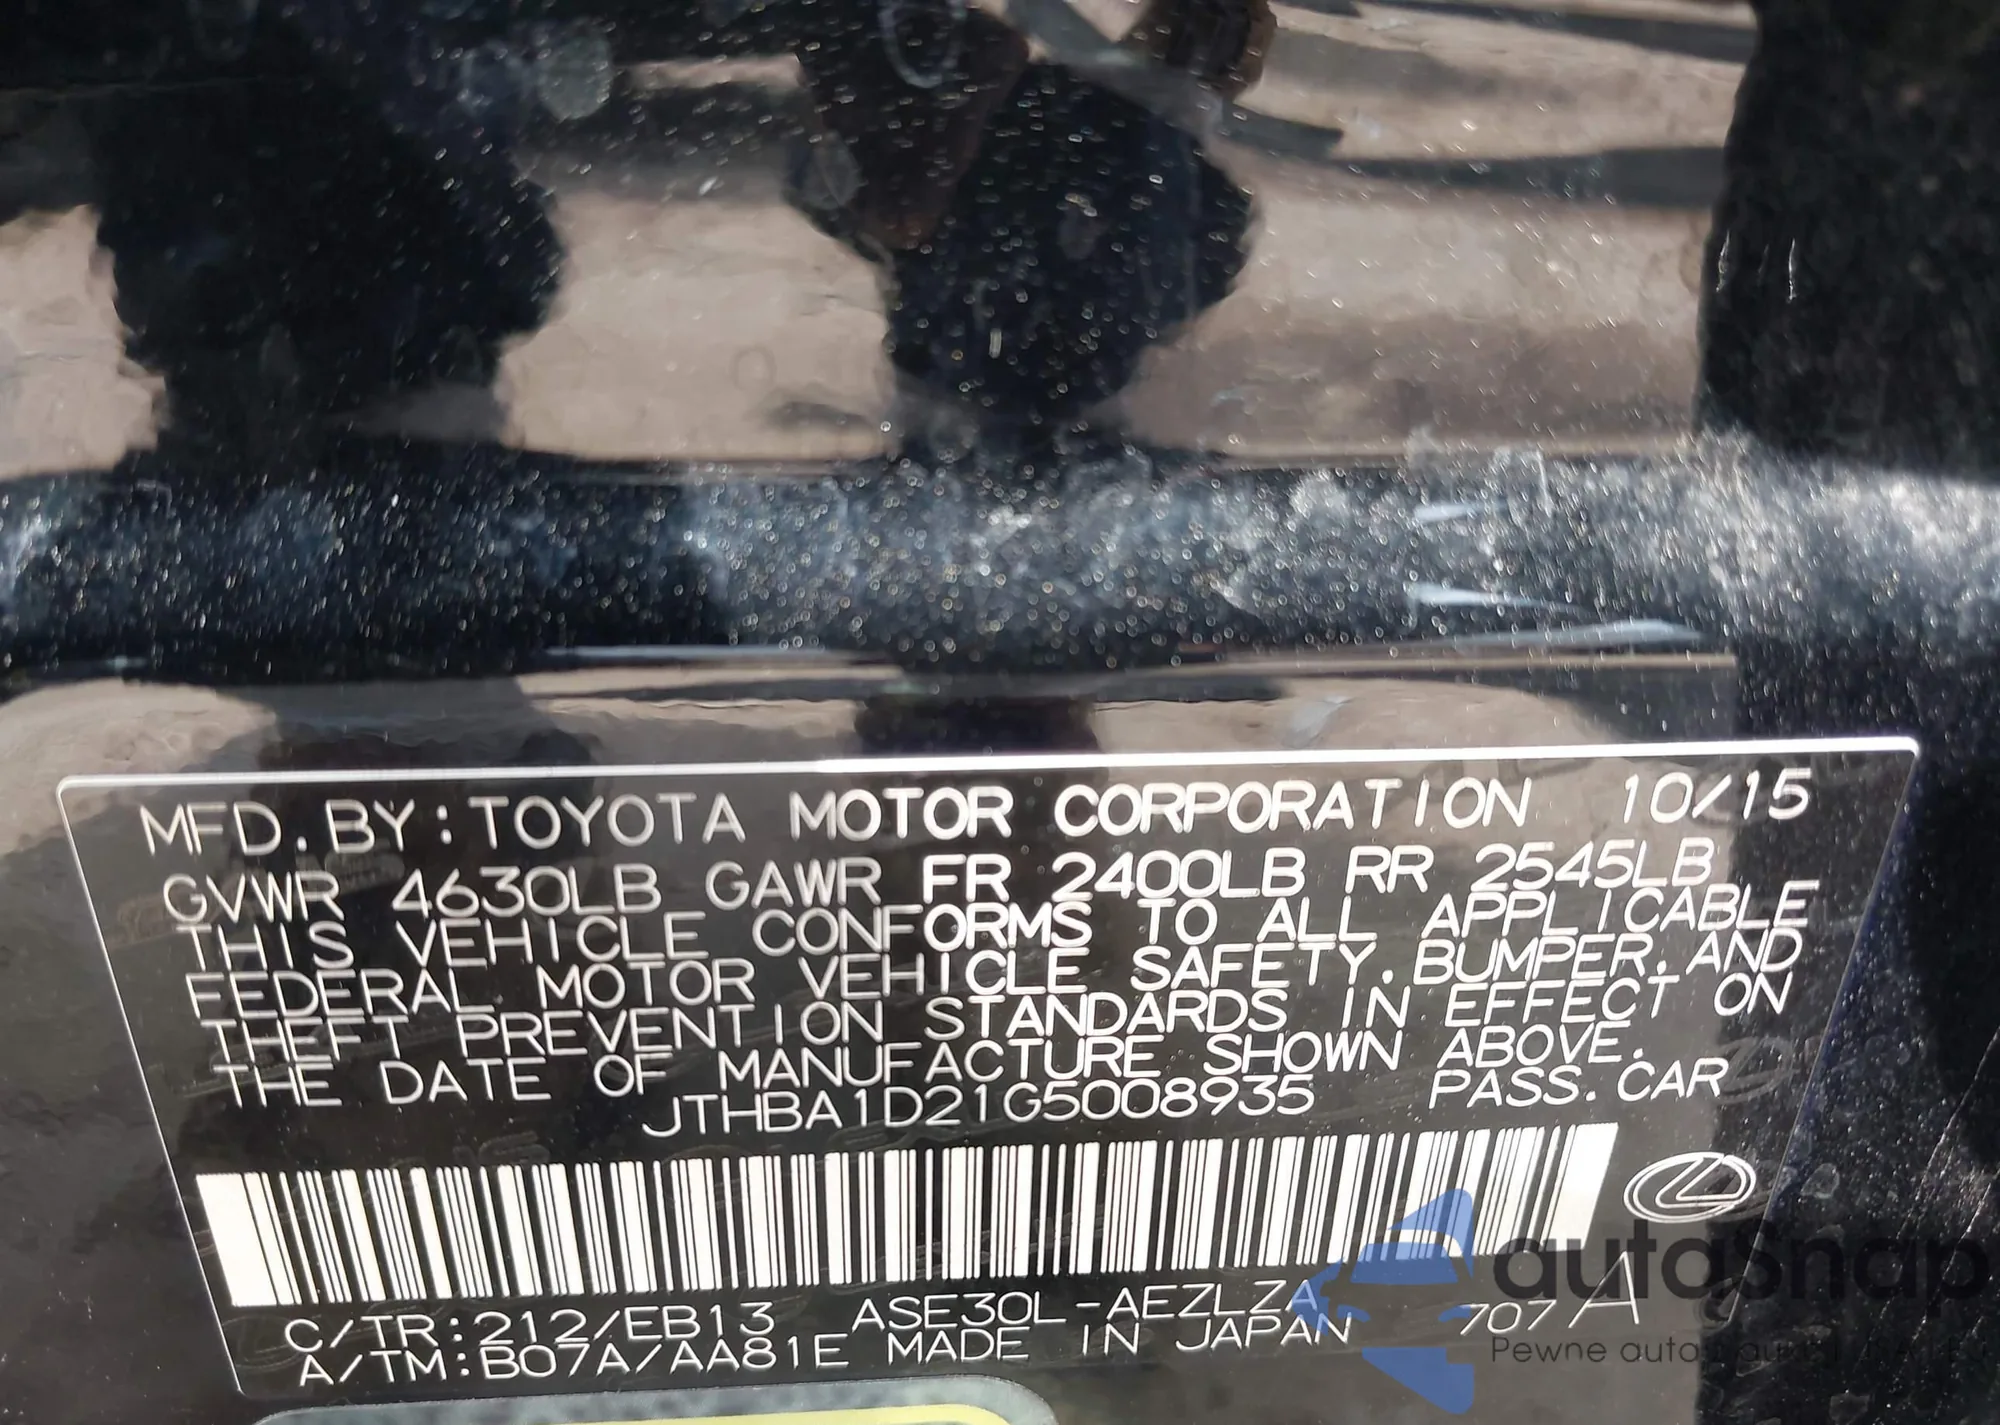 MFD. BY: TOYOTA MOTOR CORPORATION 10/15
GVWR 4630LB GAWR FR 2400LB RR 2545LB
THIS VEHICLE CONFORMS TO ALL APPLICABLE
FEDERAL MOTOR VEHICLE SAFETY, BUMPER, AND
THEFT PREVENTION STANDARDS IN EFFECT ON
THE DATE OF MANUFACTURE SHOWN ABOVE.
JTHBA1D21G5008935 PASS. CAR
C/TR:212/EB13 ASE30L-AEZLZA 707A
A/TM:B07A/AA81E MADE IN JAPAN
autoSnap
Pewne auto